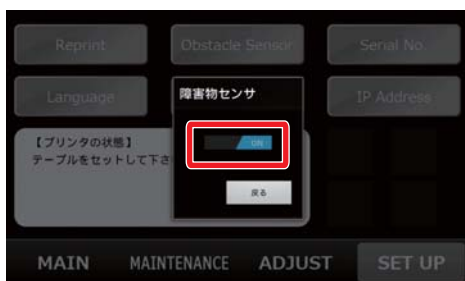 Reprint
Obstacle Sensor
Serial No.
Language
障害物センサ
IP Address
ON
【プリンタの状態】
テーブルをセットして下さ
戻る
MAIN
MAINTENANCE
ADJUST
SET UP